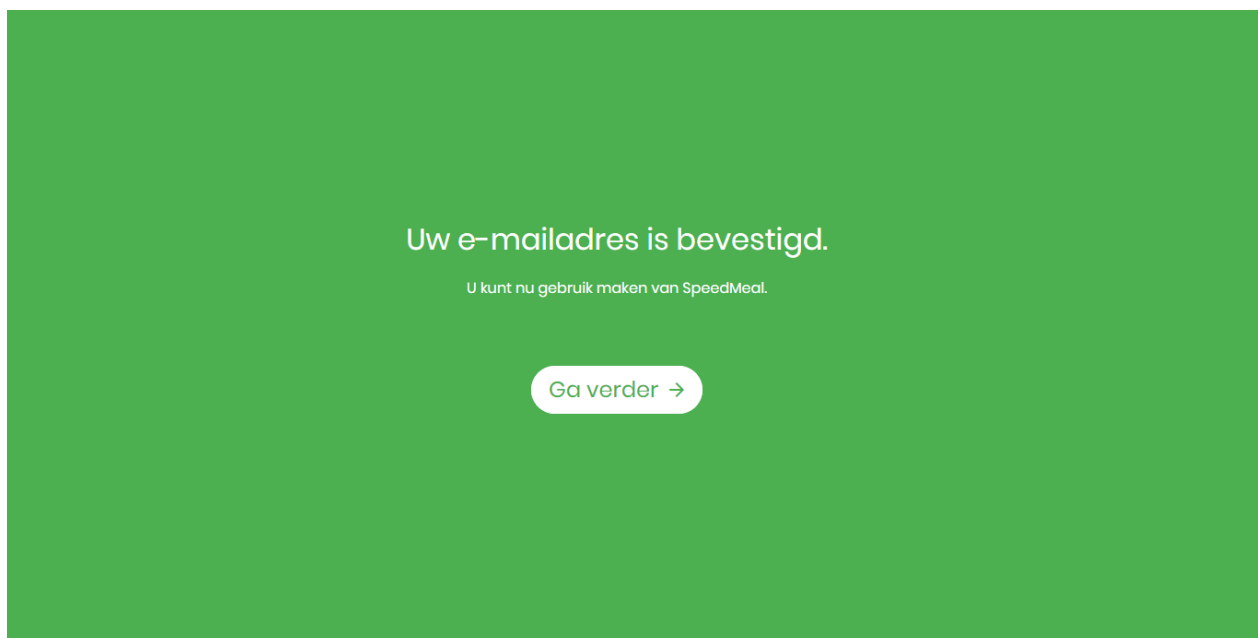 Uw e-mailadres is bevestigd.
U kunt nu gebruik maken van SpeedMeal.
Ga verder →